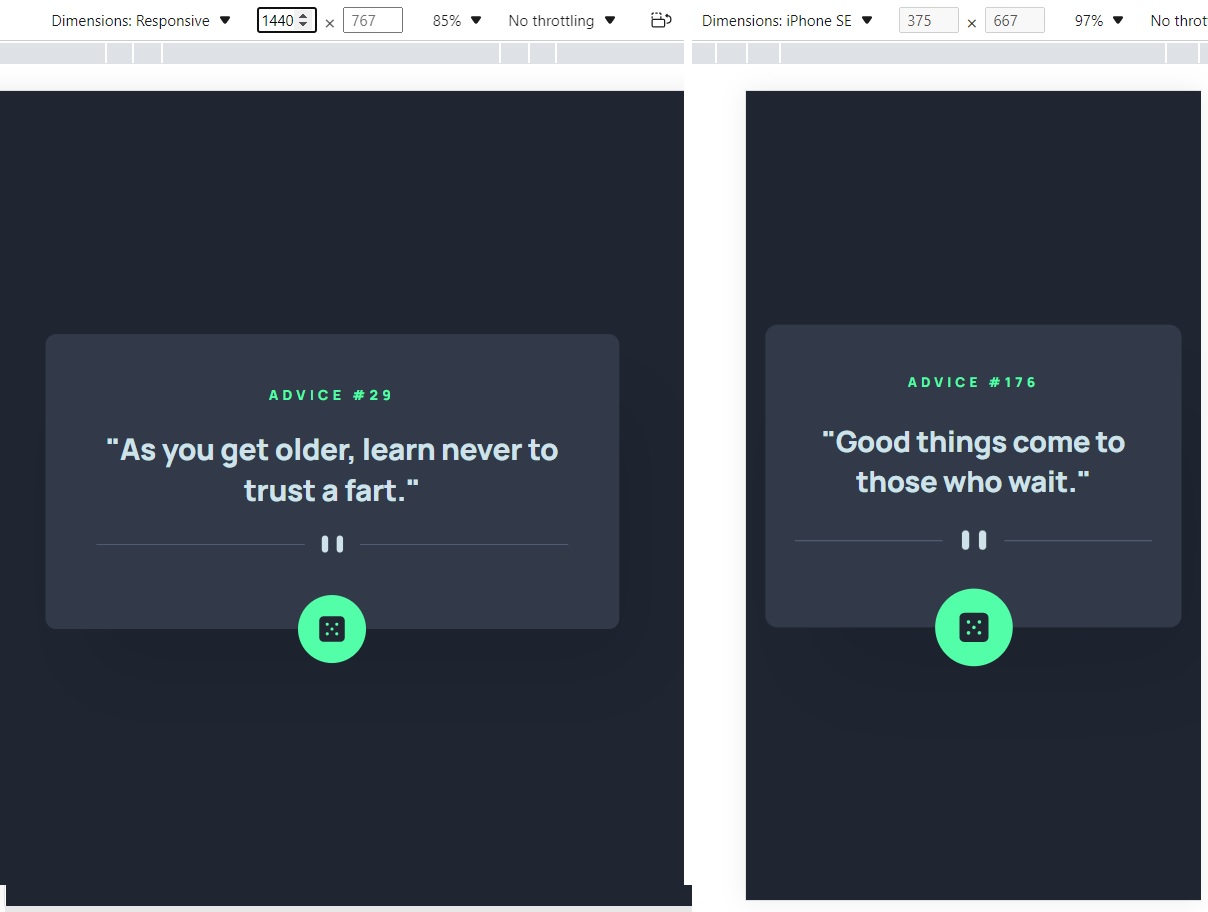 Dimensions: Responsive 1440 × 767 85% No throttling
ADVICE #29
"As you get older, learn never to
trust a fart."
Dimensions: iPhone SE 375 × 667 97% No throt
ADVICE #176
"Good things come to
those who wait."